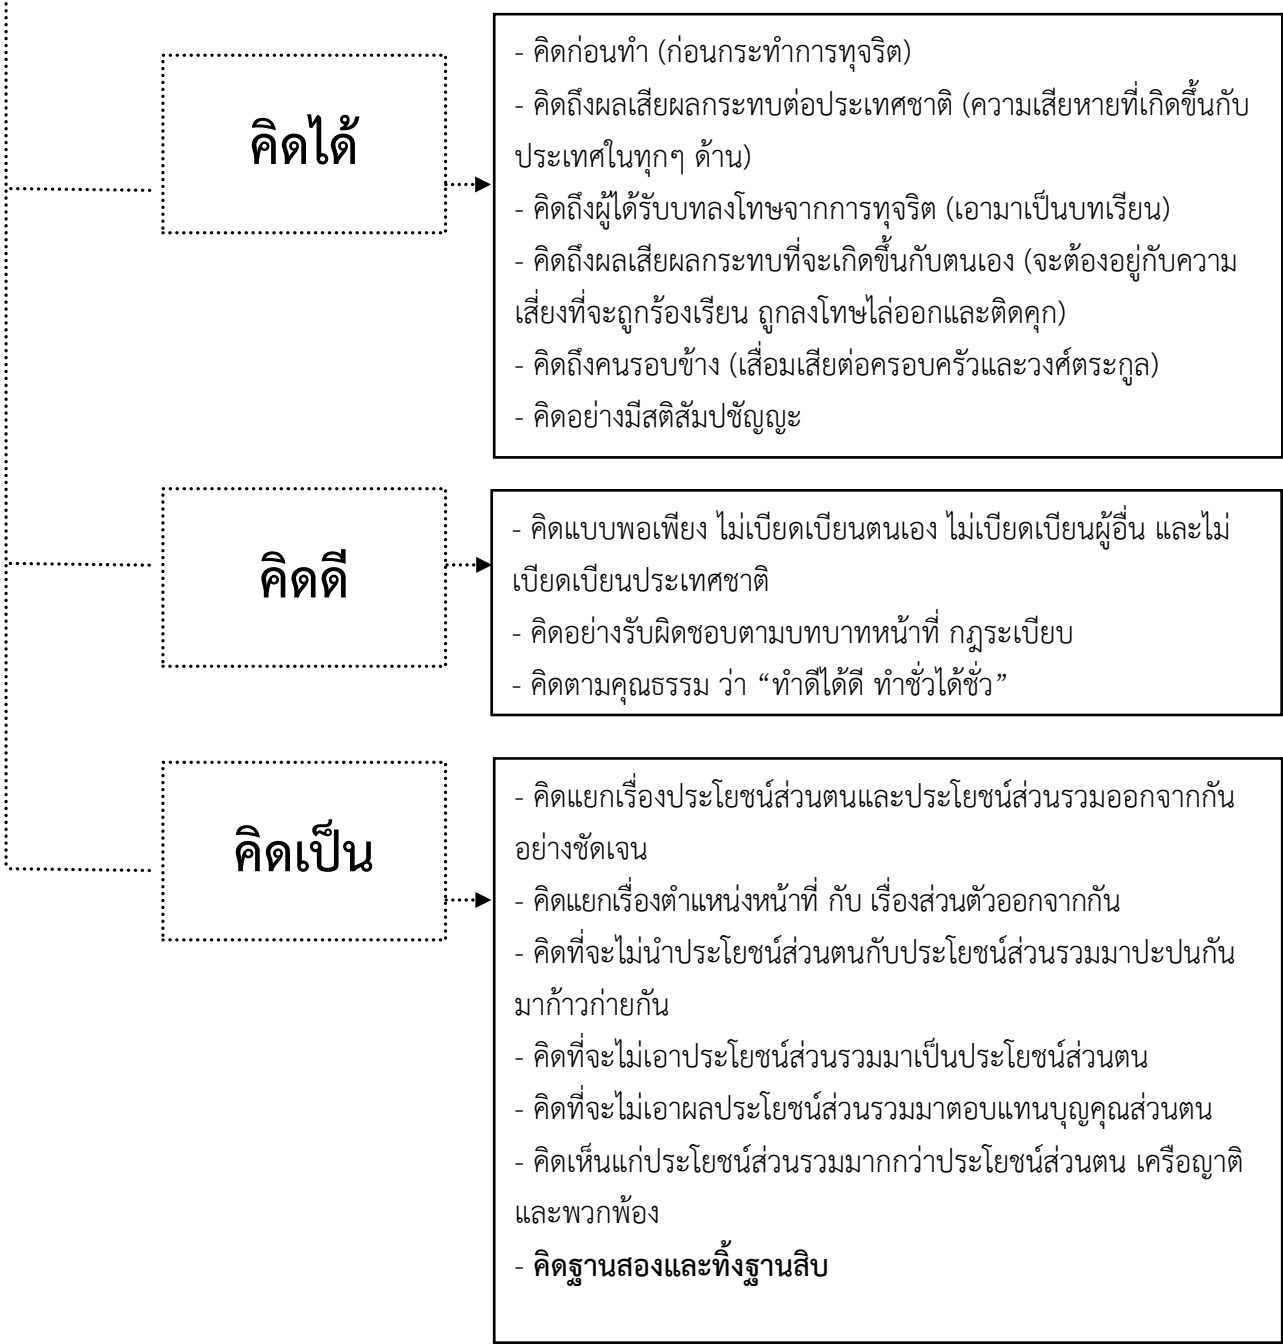 คิดได้
- คิดก่อนทำ (ก่อนกระทำการทุจริต)
- คิดถึงผลเสียผลกระทบต่อประเทศชาติ (ความเสียหายที่เกิดขึ้นกับ
ประเทศในทุกๆ ด้าน)
- คิดถึงผู้ได้รับบทลงโทษจากการทุจริต (เอามาเป็นบทเรียน)
- คิดถึงผลเสียผลกระทบที่จะเกิดขึ้นกับตนเอง (จะต้องอยู่กับความ
เสี่ยงที่จะถูกร้องเรียน ถูกลงโทษไล่ออกและติดคุก)
- คิดถึงคนรอบข้าง (เสื่อมเสียต่อครอบครัวและวงศ์ตระกูล)
- คิดอย่างมีสติสัมปชัญญะ
คิดดี
- คิดแบบพอเพียง ไม่เบียดเบียนตนเอง ไม่เบียดเบียนผู้อื่น และไม่
เบียดเบียนประเทศชาติ
- คิดอย่างรับผิดชอบตามบทบาทหน้าที่ กฎระเบียบ
- คิดตามคุณธรรม ว่า “ทำดีได้ดี ทำชั่วได้ชั่ว”
คิดเป็น
- คิดแยกเรื่องประโยชน์ส่วนตนและประโยชน์ส่วนรวมออกจากกัน
อย่างชัดเจน
- คิดแยกเรื่องตำแหน่งหน้าที่ กับ เรื่องส่วนตัวออกจากกัน
- คิดที่จะไม่นำประโยชน์ส่วนตนกับประโยชน์ส่วนรวมมาปะปนกัน
มาก้าวก่ายกัน
- คิดที่จะไม่เอาประโยชน์ส่วนรวมมาเป็นประโยชน์ส่วนตน
- คิดที่จะไม่เอาผลประโยชน์ส่วนรวมมาตอบแทนบุญคุณส่วนตน
- คิดเห็นแก่ประโยชน์ส่วนรวมมากกว่าประโยชน์ส่วนตน เครือญาติ
และพวกพ้อง
- คิดฐานสองและทิ้งฐานสิบ